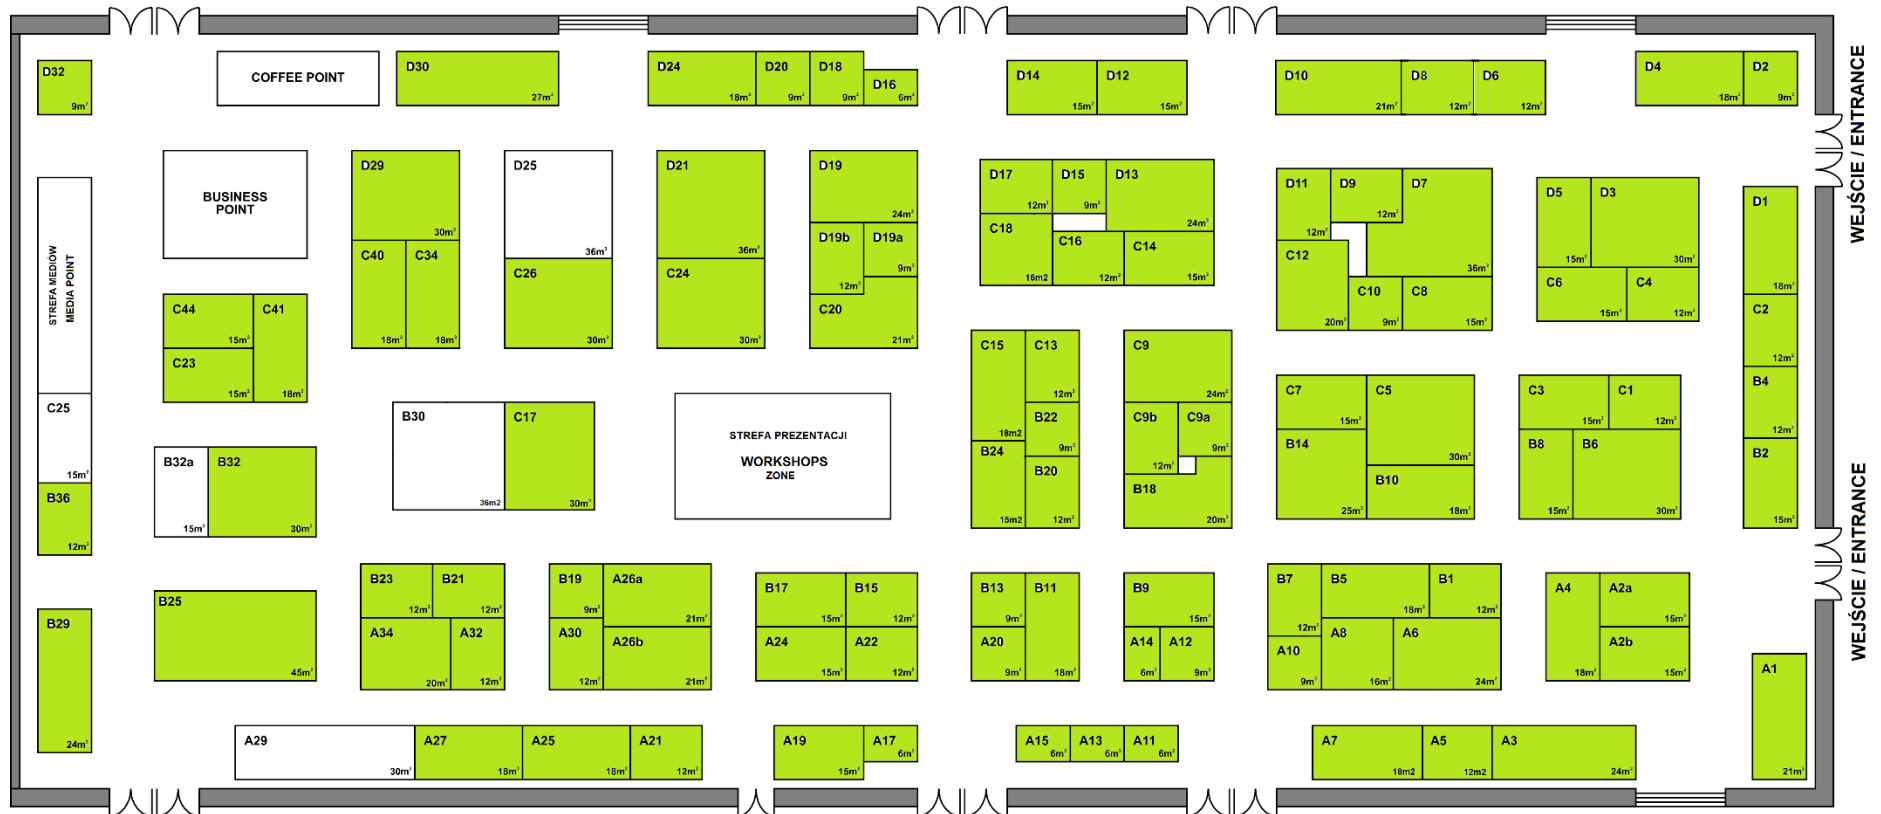 D32
9m²
COFFEE POINT
D30
27m²
D24
18m²
D20
9m²
D18
9m²
D16
6m²
D14
15m²
D12
15m²
D10
21m²
D8
12m²
D6
12m²
D4
18m²
D2
9m²
WEJŚCIE / ENTRANCE
STREFA MEDIÓW
MEDIA POINT
BUSINESS
POINT
D29
30m²
C40
18m²
C34
18m²
D25
36m²
C26
30m²
D21
36m²
C24
30m²
D19
24m²
D19b
12m²
D19a
9m²
C20
21m²
D17
12m²
D15
9m²
D13
24m²
C18
18m2
C16
12m²
C14
15m²
D11
12m²
D9
12m²
D7
36m²
C12
20m²
C10
9m²
C8
15m²
D5
15m²
D3
30m²
C6
15m²
C4
12m²
D1
18m²
C2
12m²
B4
12m²
B2
15m²
C44
15m²
C41
18m²
C23
15m²
C25
15m²
B36
12m²
B32a
15m²
B32
30m²
B30
36m2
C17
30m²
STREFA PREZENTACJI
WORKSHOPS
ZONE
C15
18m2
C13
12m²
B22
9m²
B24
15m2
B20
12m²
C9
24m²
C9b
12m²
C9a
9m²
B18
20m²
C7
15m²
C5
30m²
B14
25m²
B10
18m²
C3
15m²
C1
12m²
B8
15m²
B6
30m²
WEJŚCIE / ENTRANCE
B29
24m²
B25
45m²
B23
12m²
B21
12m²
A34
20m²
A32
12m²
B19
9m²
A26a
21m²
A30
12m²
A26b
21m²
B17
15m²
B15
12m²
A24
15m²
A22
12m²
B13
9m²
B11
18m²
A20
9m²
B9
15m²
A14
6m²
A12
9m²
B7
12m²
B5
18m²
B1
12m²
A10
9m²
A8
16m²
A6
24m²
A4
18m²
A2a
15m²
A2b
15m²
A1
21m²
A29
30m²
A27
18m²
A25
18m²
A21
12m²
A19
15m²
A17
6m²
A15
6m²
A13
6m²
A11
6m²
A7
18m2
A5
12m2
A3
24m²